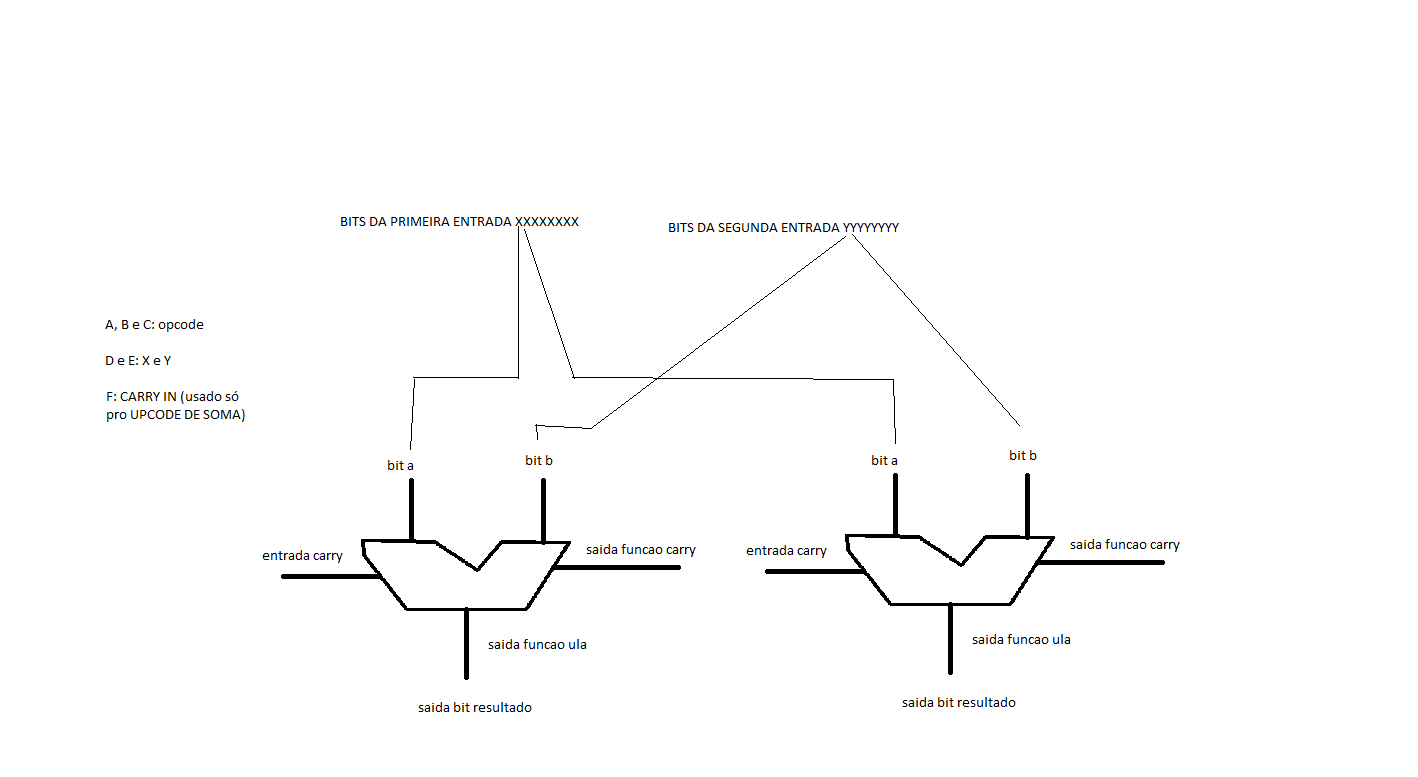 BITS DA PRIMEIRA ENTRADA XXXXXXXX
BITS DA SEGUNDA ENTRADA YYYYYYYY
A, B e C: opcode
D e E: X e Y
F: CARRY IN (usado só
pro UPCODE DE SOMA)
bit a
bit b
bit a
bit b
entrada carry
saida funcao carry
entrada carry
saida funcao carry
saida funcao ula
saida funcao ula
saida bit resultado
saida bit resultado